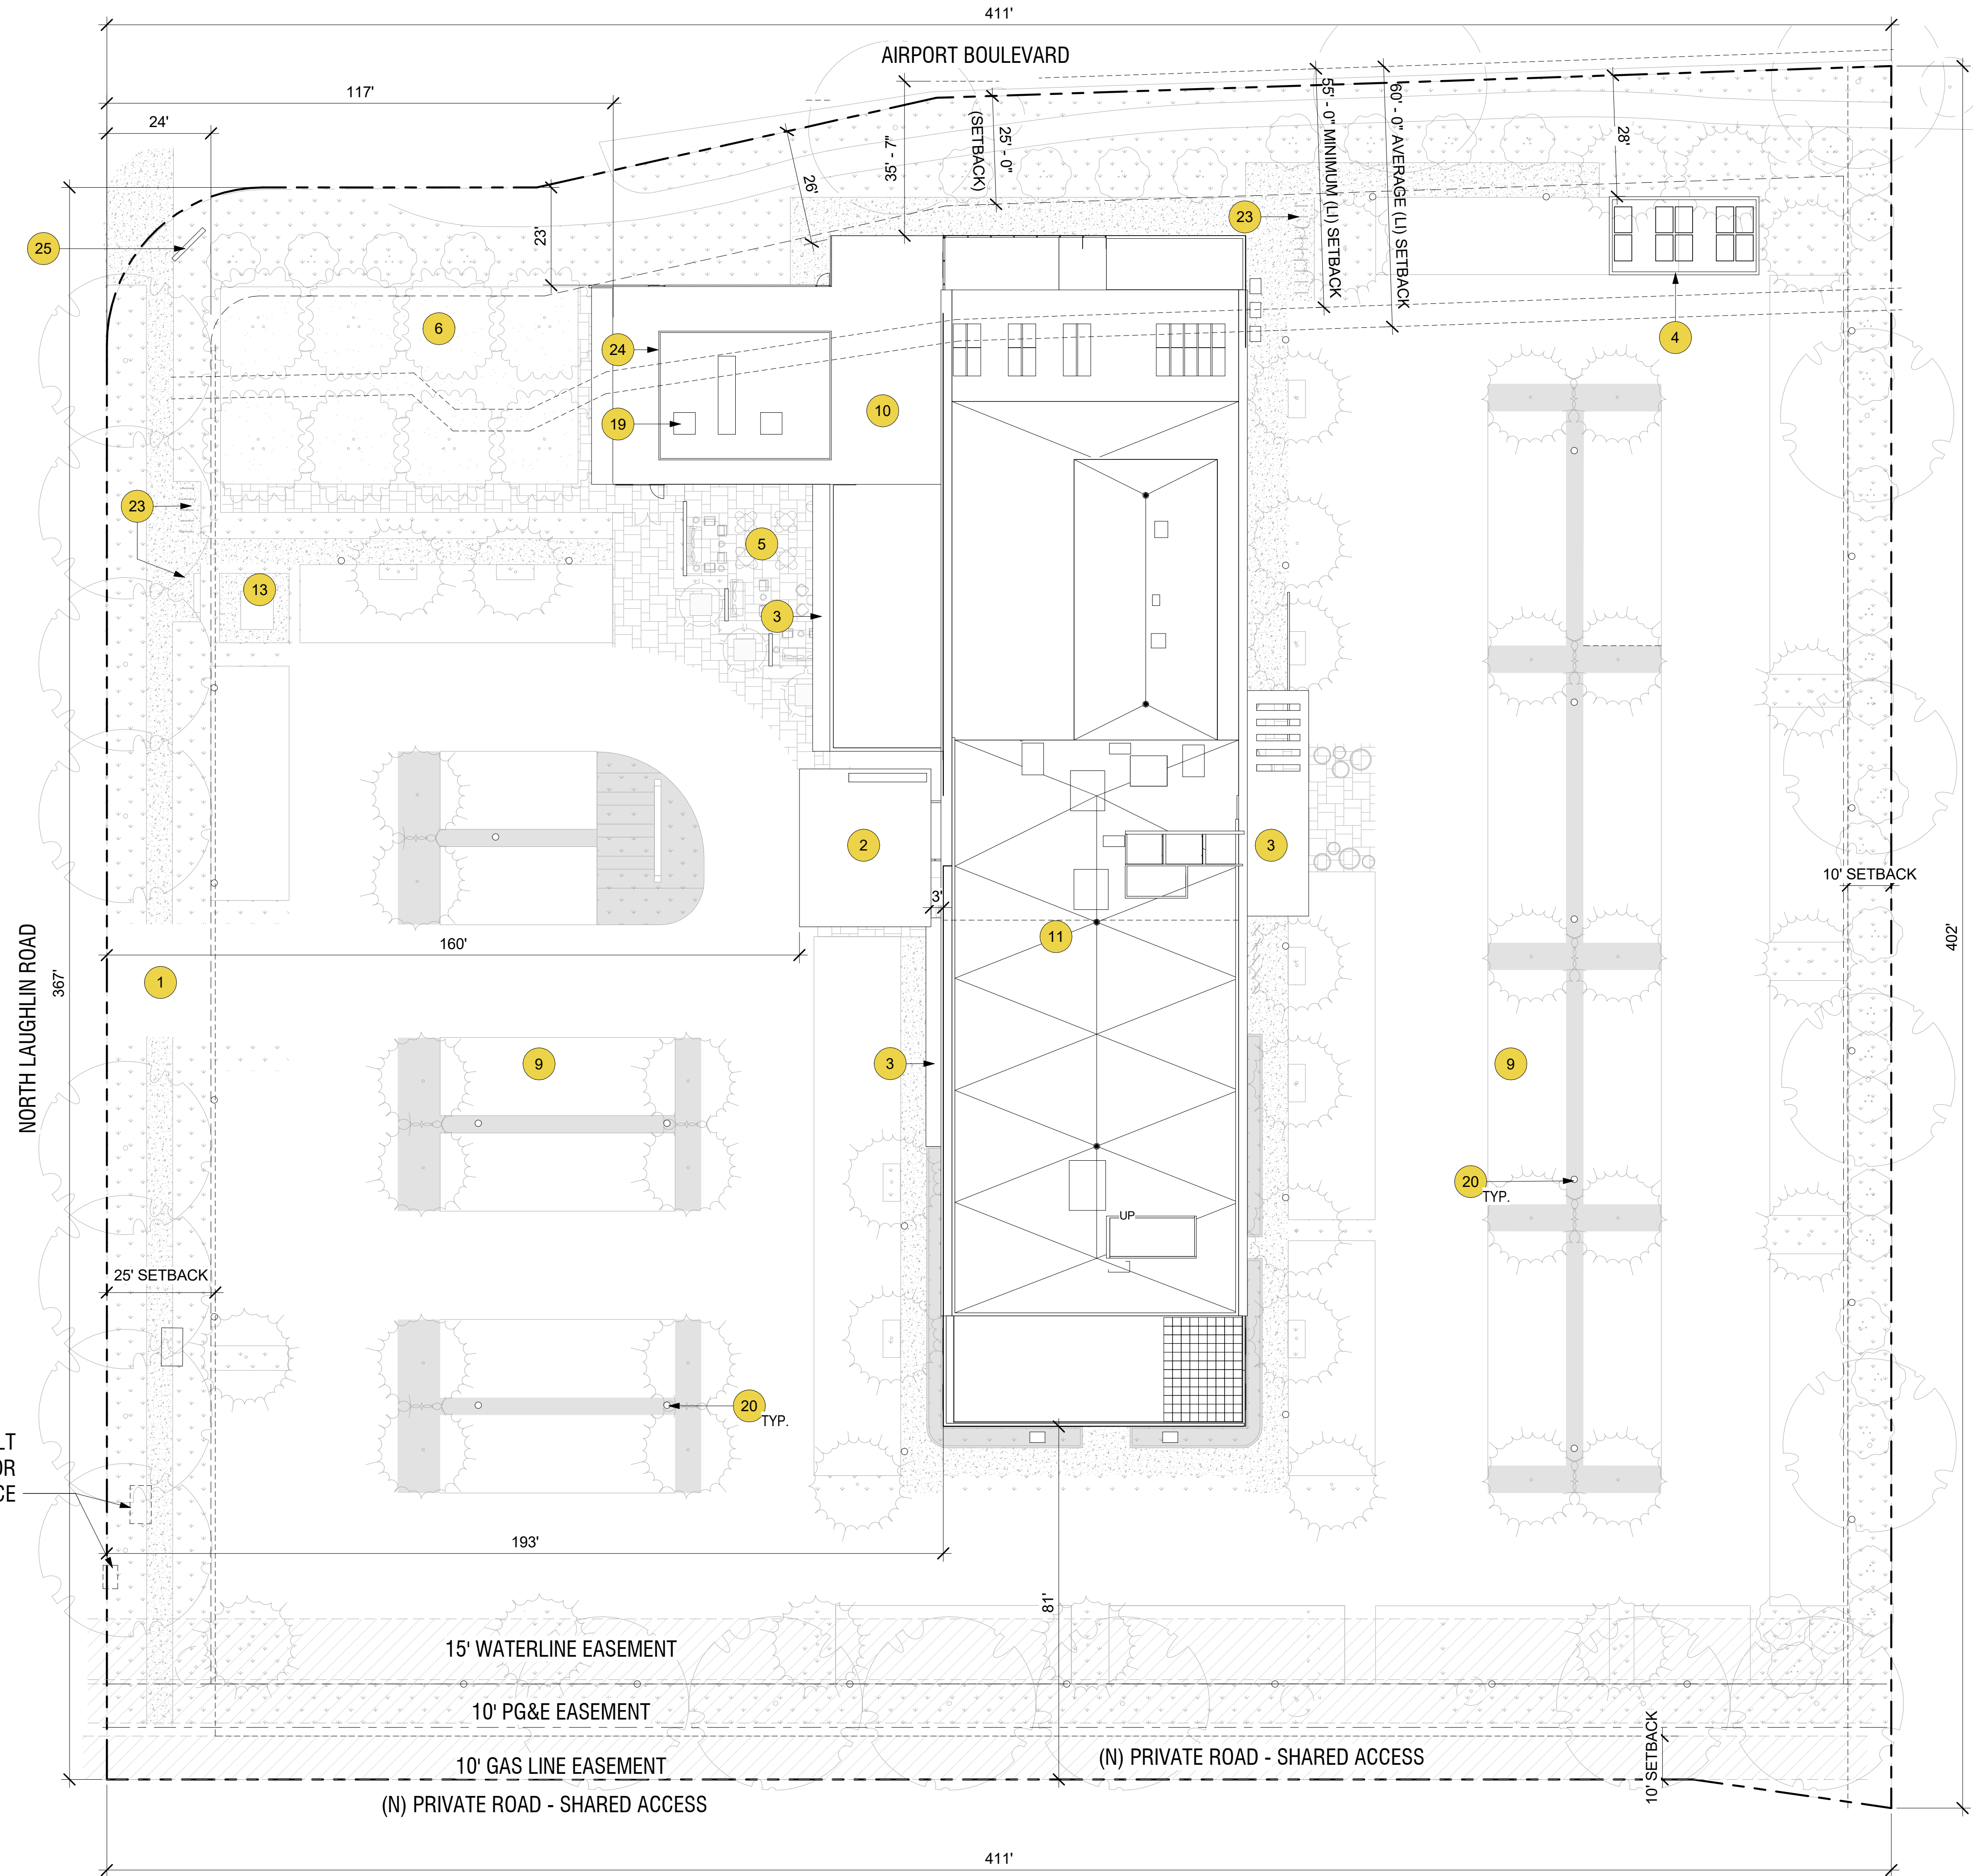 411'
AIRPORT BOULEVARD
117'
24'
26'
35' - 7"
25' - 0"
(SETBACK)
55' - 0" MINIMUM (LI) SETBACK
60' - 0" AVERAGE (LI) SETBACK
28'
23'
25
23
6
24
4
10
19
23
5
13
3
2
3
3'
10' SETBACK
11
160'
402'
NORTH LAUGHLIN ROAD
367'
1
9
3
9
20
TYP.
UP
25' SETBACK
20
TYP.
LT
OR
CE
193'
81'
15' WATERLINE EASEMENT
10' PG&E EASEMENT
10' GAS LINE EASEMENT
(N) PRIVATE ROAD - SHARED ACCESS
10' SETBACK
(N) PRIVATE ROAD - SHARED ACCESS
411'